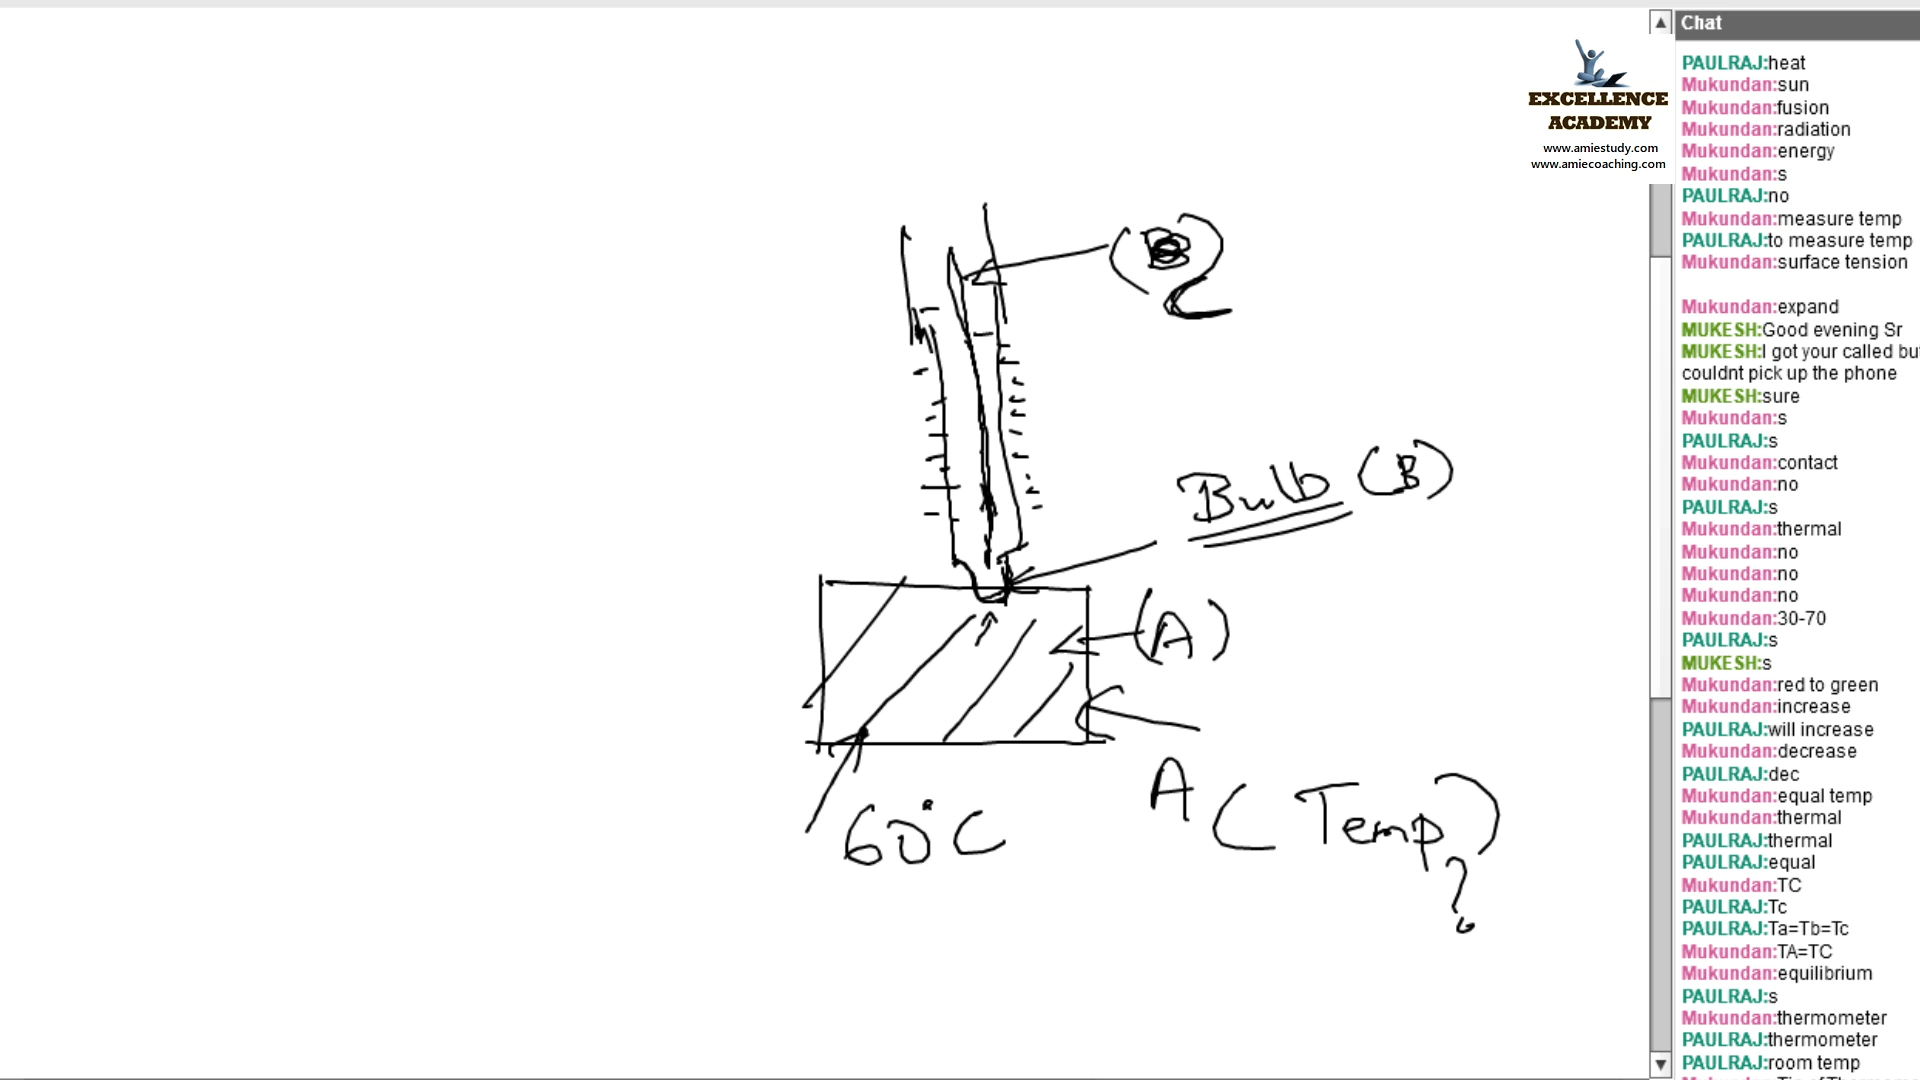 EXCELLENCE
ACADEMY
www.amiestudy.com
www.amiecoaching.com
Bulb (B)
(A)
60°C
A (Temp)
?
Chat
PAULRAJ:heat
Mukundan:sun
Mukundan:fusion
Mukundan:radiation
Mukundan:energy
Mukundan:s
PAULRAJ:no
Mukundan:measure temp
PAULRAJ:to measure temp
Mukundan:surface tension
Mukundan:expand
MUKESH:Good evening Sr
MUKESH:I got your called but
couldnt pick up the phone
MUKESH:sure
Mukundan:s
PAULRAJ:s
Mukundan:contact
Mukundan:no
PAULRAJ:s
Mukundan:thermal
Mukundan:no
Mukundan:no
Mukundan:no
Mukundan:30-70
PAULRAJ:s
MUKESH:s
Mukundan:red to green
Mukundan:increase
PAULRAJ:will increase
Mukundan:decrease
PAULRAJ:dec
Mukundan:equal temp
Mukundan:thermal
PAULRAJ:thermal
PAULRAJ:equal
Mukundan:TC
PAULRAJ:Tc
PAULRAJ:Ta=Tb=Tc
Mukundan:TA=TC
Mukundan:equilibrium
PAULRAJ:s
Mukundan:thermometer
PAULRAJ:thermometer
PAULRAJ:room temp